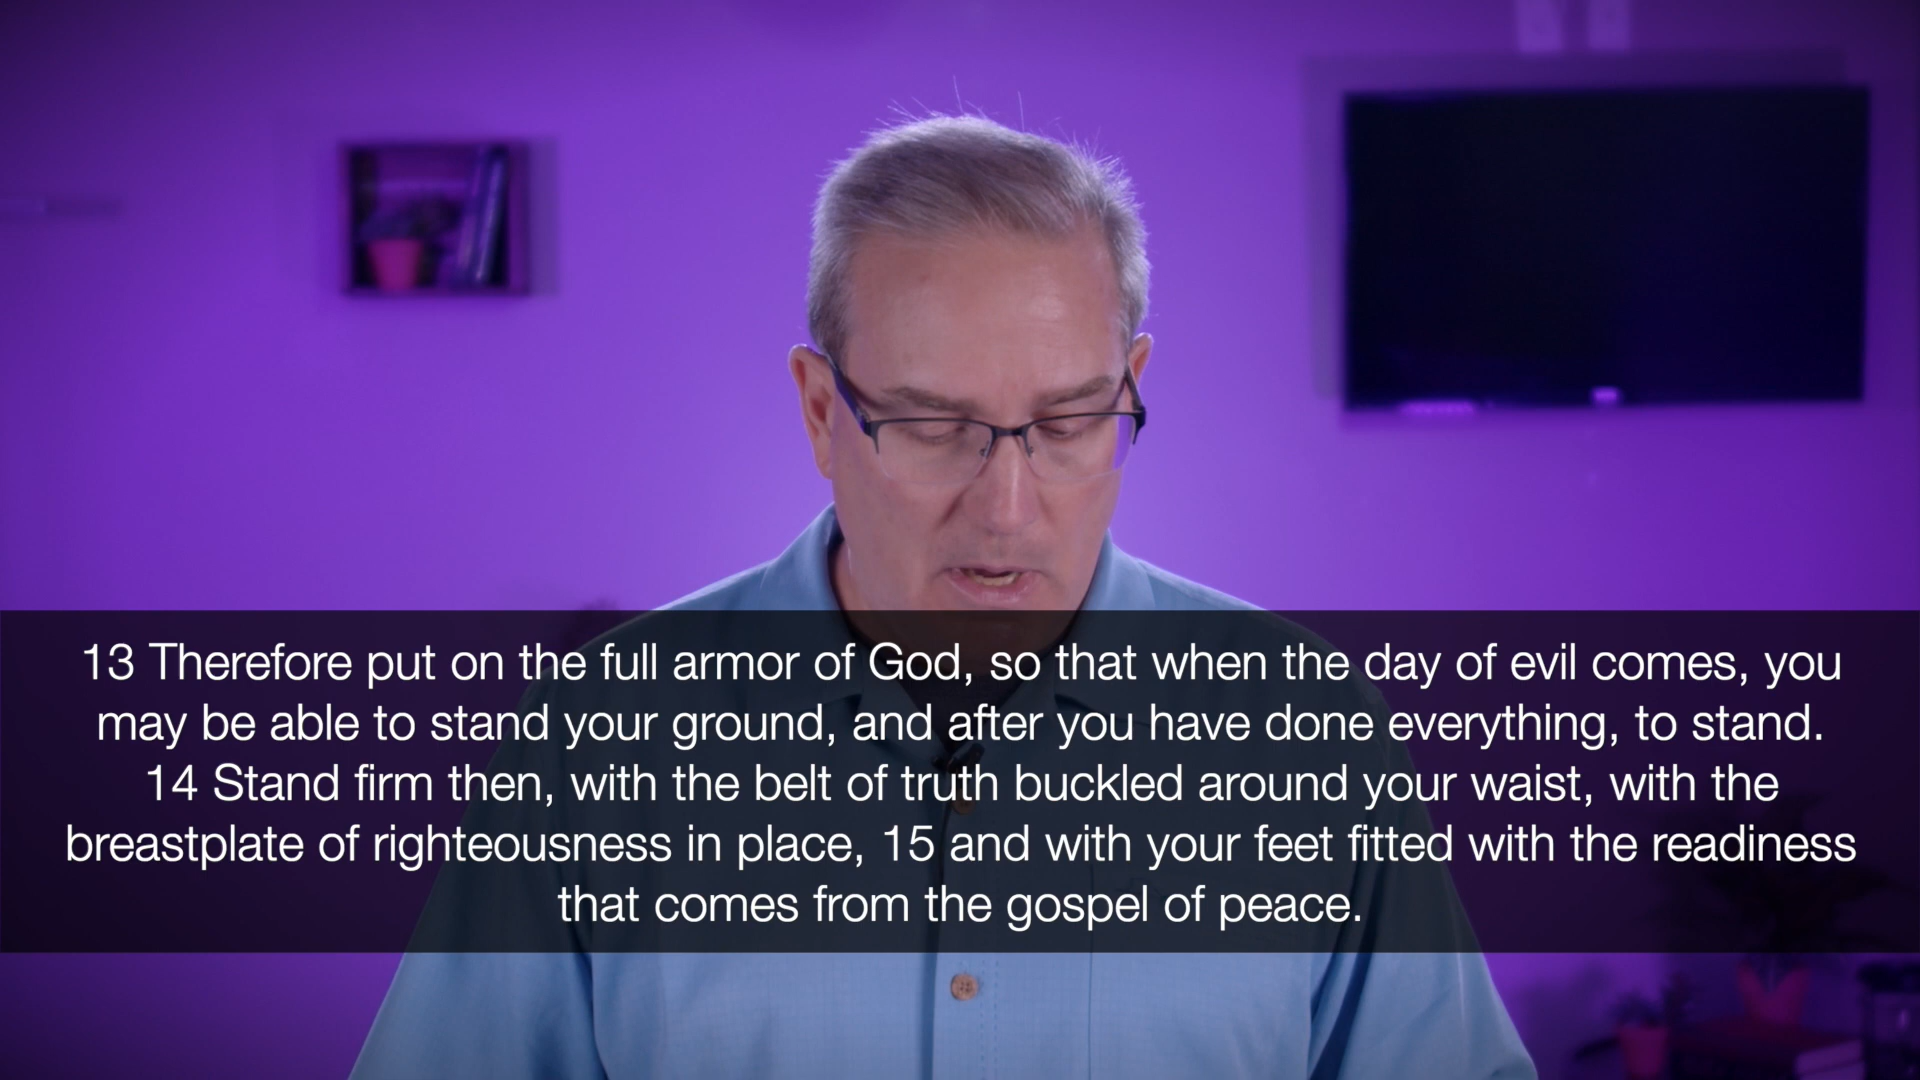 13 Therefore put on the full armor of God, so that when the day of evil comes, you
may be able to stand your ground, and after you have done everything, to stand.
14 Stand firm then, with the belt of truth buckled around your waist, with the
breastplate of righteousness in place, 15 and with your feet fitted with the readiness
that comes from the gospel of peace.